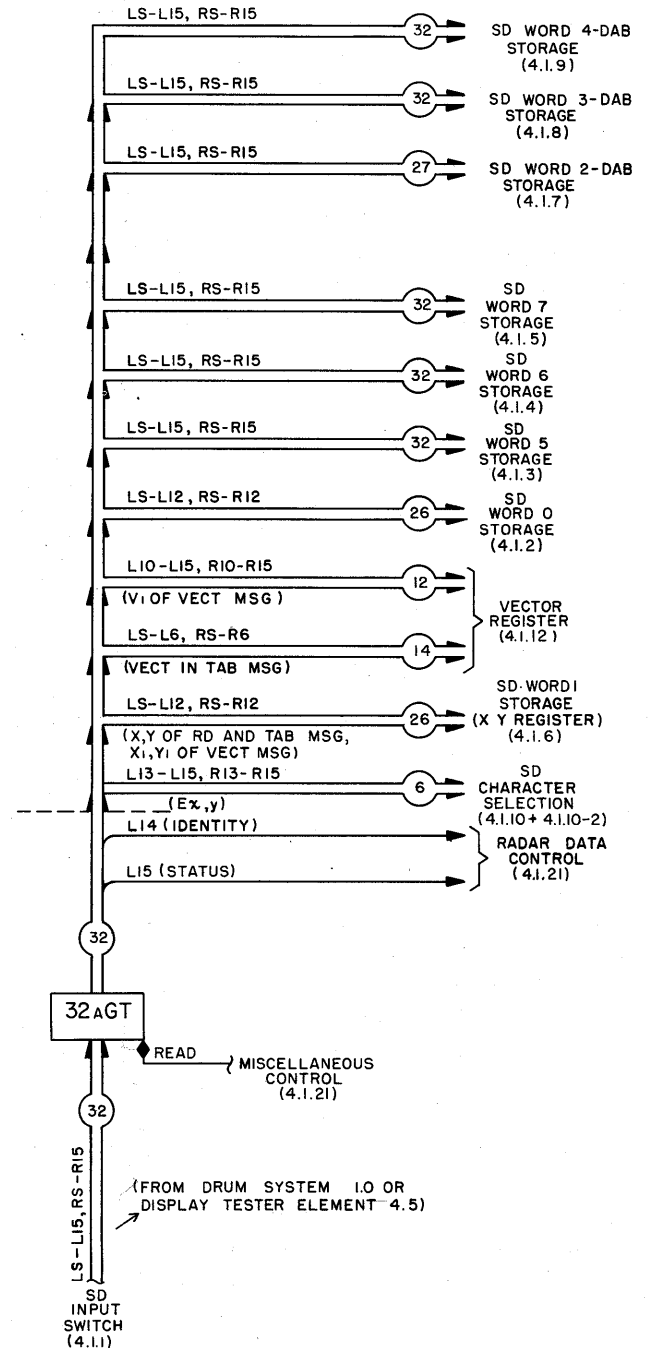 LS-L15, RS-R15
32
SD WORD 4-DAB
STORAGE
(4.1.9)
LS-L15, RS-R15
32
SD WORD 3-DAB
STORAGE
(4.1.8)
LS-L15, RS-R15
27
SD WORD 2-DAB
STORAGE
(4.1.7)
LS-L15, RS-R15
32
SD
WORD 7
STORAGE
(4.1.5)
LS-L15, RS-R15
32
SD
WORD 6
STORAGE
(4.1.4)
LS-L15, RS-R15
32
SD
WORD 5
STORAGE
(4.1.3)
LS-L12, RS-R12
26
SD
WORD 0
STORAGE
(4.1.2)
L10-L15, R10-R15
12
(V1 OF VECT MSG)
LS-L6, RS-R6
14
(VECT IN TAB MSG)
VECTOR
REGISTER
(4.1.12)
LS-L12, RS-R12
26
(X,Y OF RD AND TAB MSG,
X1,Y1 OF VECT MSG)
SD WORD 1
STORAGE
(X Y REGISTER)
(4.1.6)
L13-L15, R13-R15
6
(Ex,y)
SD
CHARACTER
SELECTION
(4.1.10 + 4.1.10-2)
L14 (IDENTITY)
L15 (STATUS)
RADAR DATA
CONTROL
(4.1.21)
32
32AGT
READ
MISCELLANEOUS
CONTROL
(4.1.21)
32
LS-L15, RS-R15
(FROM DRUM SYSTEM 1.0 OR
DISPLAY TESTER ELEMENT 4.5)
SD
INPUT
SWITCH
(4.1.1)